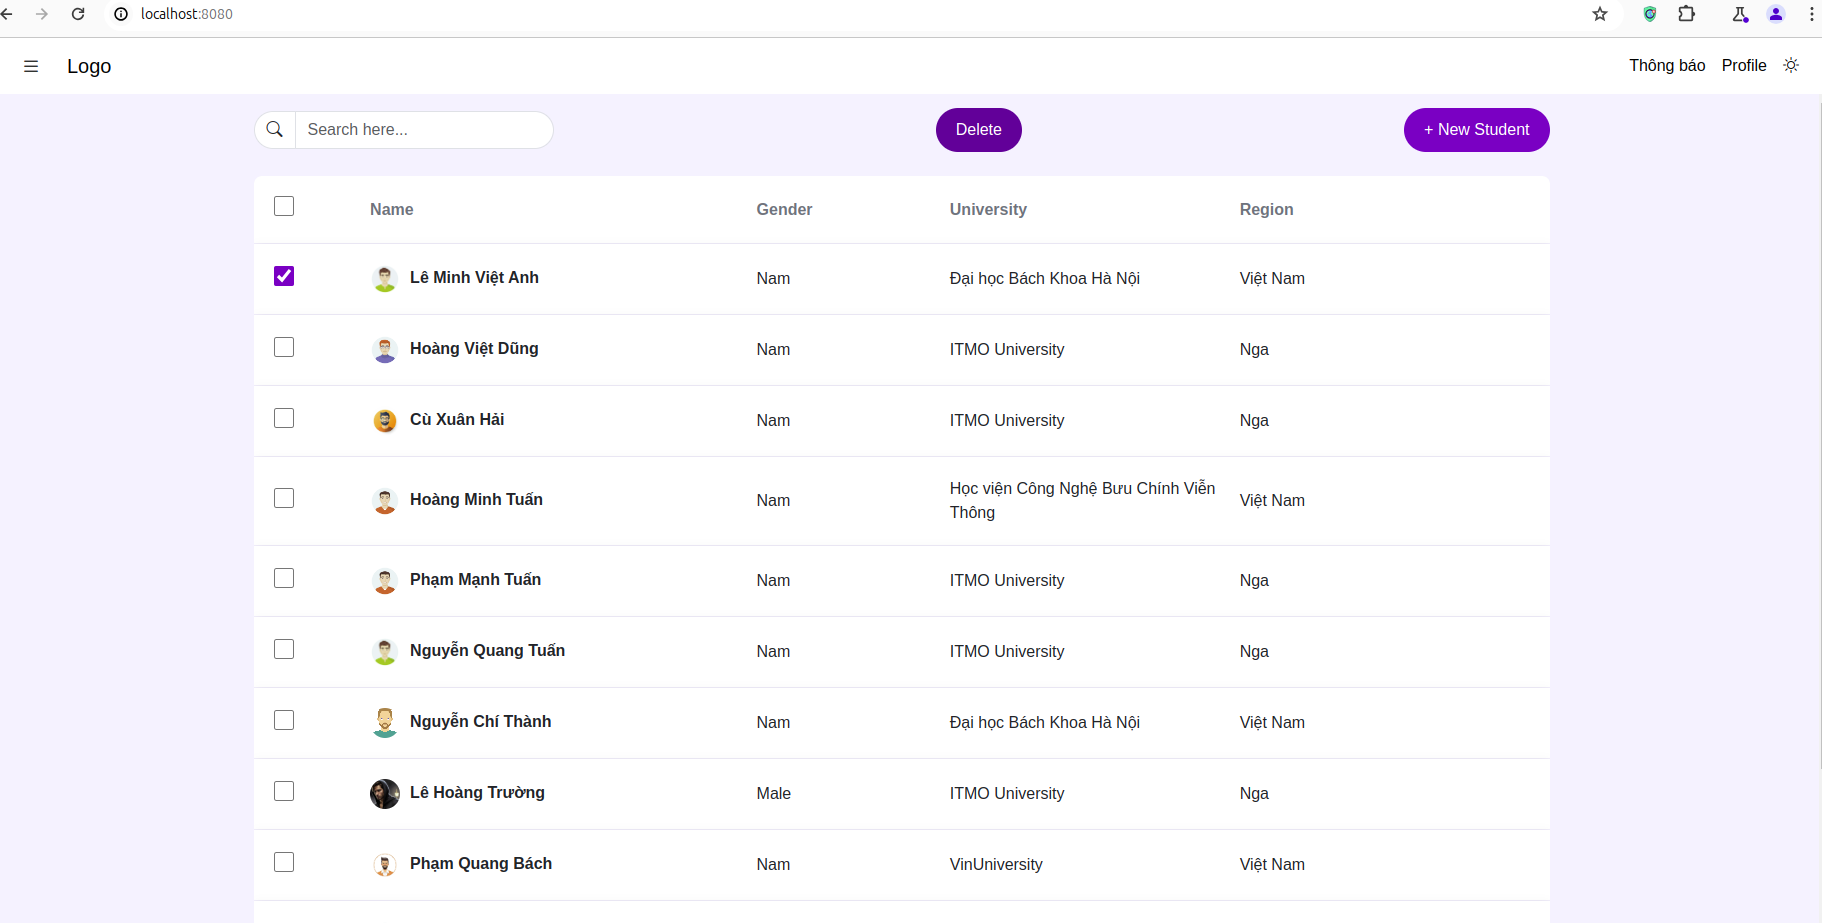 localhost:8080
Logo
Thông báo Profile
Search here...
Delete
+ New Student
Name Gender University Region
Lê Minh Việt Anh Nam Đại học Bách Khoa Hà Nội Việt Nam
Hoàng Việt Dũng Nam ITMO University Nga
Cù Xuân Hải Nam ITMO University Nga
Hoàng Minh Tuấn Nam Học viện Công Nghệ Bưu Chính Viễn Việt Nam
Thông
Phạm Mạnh Tuấn Nam ITMO University Nga
Nguyễn Quang Tuấn Nam ITMO University Nga
Nguyễn Chí Thành Nam Đại học Bách Khoa Hà Nội Việt Nam
Lê Hoàng Trường Male ITMO University Nga
Phạm Quang Bách Nam VinUniversity Việt Nam